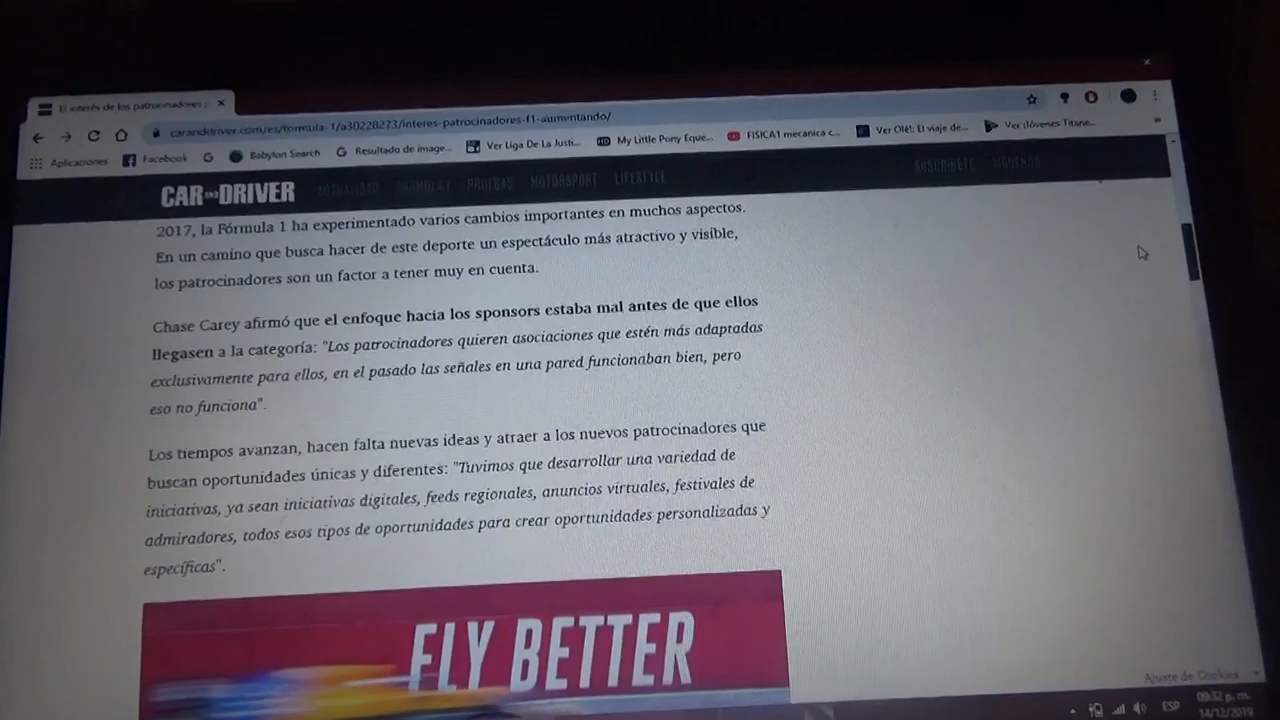 El interés de los patrocinadores
caranddriver.com/es/formula-1/a30228273/interes-patrocinadores-f1-aumentando/
Aplicaciones Facebook Babylon Search Resultado de image... Ver Liga De La Justi... My Little Pony Eque... FISICA1 mecanica c... Ver Olé!: El viaje de... Ver ¡Jóvenes Titane...
CAR AND DRIVER ACTUALIDAD FÓRMULA 1 PRUEBAS MOTORSPORT LIFESTYLE SUSCRÍBETE SÍGUENOS
2017, la Fórmula 1 ha experimentado varios cambios importantes en muchos aspectos.
En un camino que busca hacer de este deporte un espectáculo más atractivo y visible,
los patrocinadores son un factor a tener muy en cuenta.
Chase Carey afirmó que el enfoque hacia los sponsors estaba mal antes de que ellos
llegasen a la categoría: "Los patrocinadores quieren asociaciones que estén más adaptadas
exclusivamente para ellos, en el pasado las señales en una pared funcionaban bien, pero
eso no funciona".
Los tiempos avanzan, hacen falta nuevas ideas y atraer a los nuevos patrocinadores que
buscan oportunidades únicas y diferentes: "Tuvimos que desarrollar una variedad de
iniciativas, ya sean iniciativas digitales, feeds regionales, anuncios virtuales, festivales de
admiradores, todos esos tipos de oportunidades para crear oportunidades personalizadas y
específicas".
FLY BETTER
Ajuste de Cookies
ESP 09:32 p. m.
14/12/2019